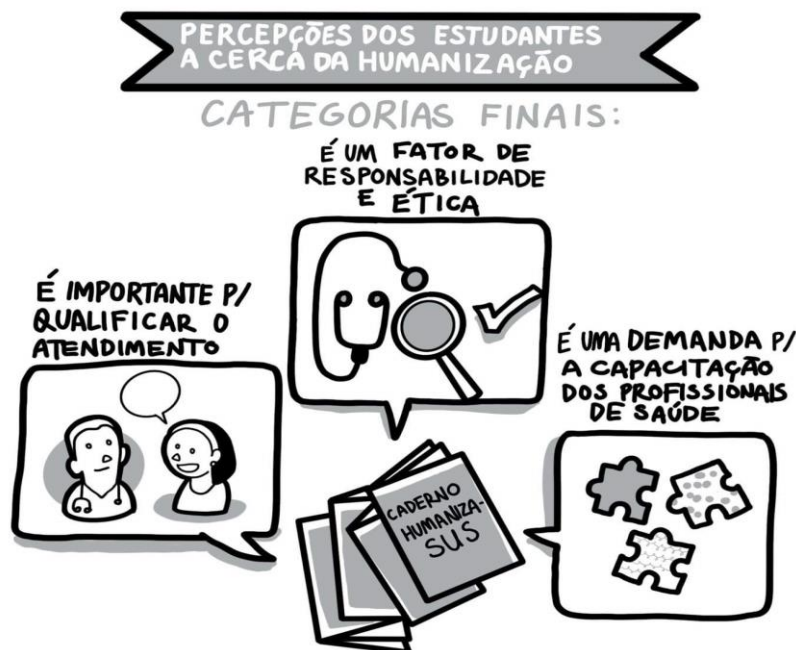 PERCEPÇÕES DOS ESTUDANTES
A CERCA DA HUMANIZAÇÃO
CATEGORIAS FINAIS:
É UM FATOR DE
RESPONSABILIDADE
E ÉTICA
É IMPORTANTE P/
QUALIFICAR O
ATENDIMENTO
É UMA DEMANDA P/
A CAPACITAÇÃO
DOS PROFISSIONAIS
DE SAÚDE
CADERNO
HUMANIZA-
SUS